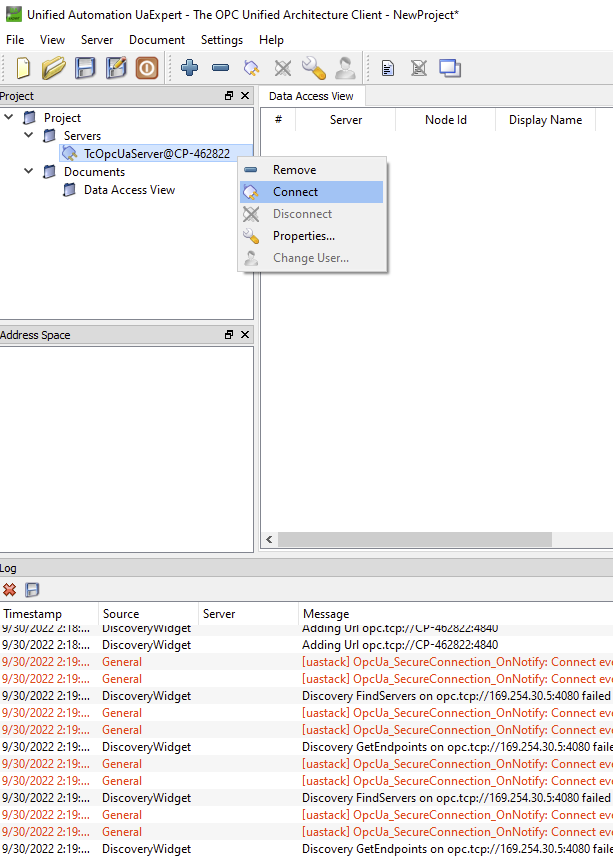 Unified Automation UaExpert - The OPC Unified Architecture Client - NewProject*
File View Server Document Settings Help
Project
Project
Servers
TcOpcUaServer@CP-462822
Documents
Data Access View
Remove
Connect
Disconnect
Properties...
Change User...
Data Access View
# Server Node Id Display Name
Address Space
Log
Timestamp Source Server Message
9/30/2022 2:18:... DiscoveryWidget Adding Url opc.tcp://CP-462822:4840
9/30/2022 2:18:... DiscoveryWidget Adding Url opc.tcp://CP-462822:4840
9/30/2022 2:19:... General [uastack] OpcUa_SecureConnection_OnNotify: Connect eve
9/30/2022 2:19:... General [uastack] OpcUa_SecureConnection_OnNotify: Connect eve
9/30/2022 2:19:... DiscoveryWidget Discovery FindServers on opc.tcp://169.254.30.5:4080 failed
9/30/2022 2:19:... General [uastack] OpcUa_SecureConnection_OnNotify: Connect eve
9/30/2022 2:19:... General [uastack] OpcUa_SecureConnection_OnNotify: Connect eve
9/30/2022 2:19:... DiscoveryWidget Discovery GetEndpoints on opc.tcp://169.254.30.5:4080 faile
9/30/2022 2:19:... General [uastack] OpcUa_SecureConnection_OnNotify: Connect eve
9/30/2022 2:19:... General [uastack] OpcUa_SecureConnection_OnNotify: Connect eve
9/30/2022 2:19:... DiscoveryWidget Discovery FindServers on opc.tcp://169.254.30.5:4080 failed
9/30/2022 2:19:... General [uastack] OpcUa_SecureConnection_OnNotify: Connect eve
9/30/2022 2:19:... General [uastack] OpcUa_SecureConnection_OnNotify: Connect eve
9/30/2022 2:19:... DiscoveryWidget Discovery GetEndpoints on opc.tcp://169.254.30.5:4080 faile